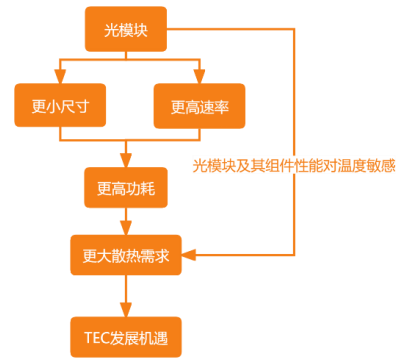 光模块
更小尺寸
更高速率
光模块及其组件性能对温度敏感
更高功耗
更大散热需求
TEC发展机遇